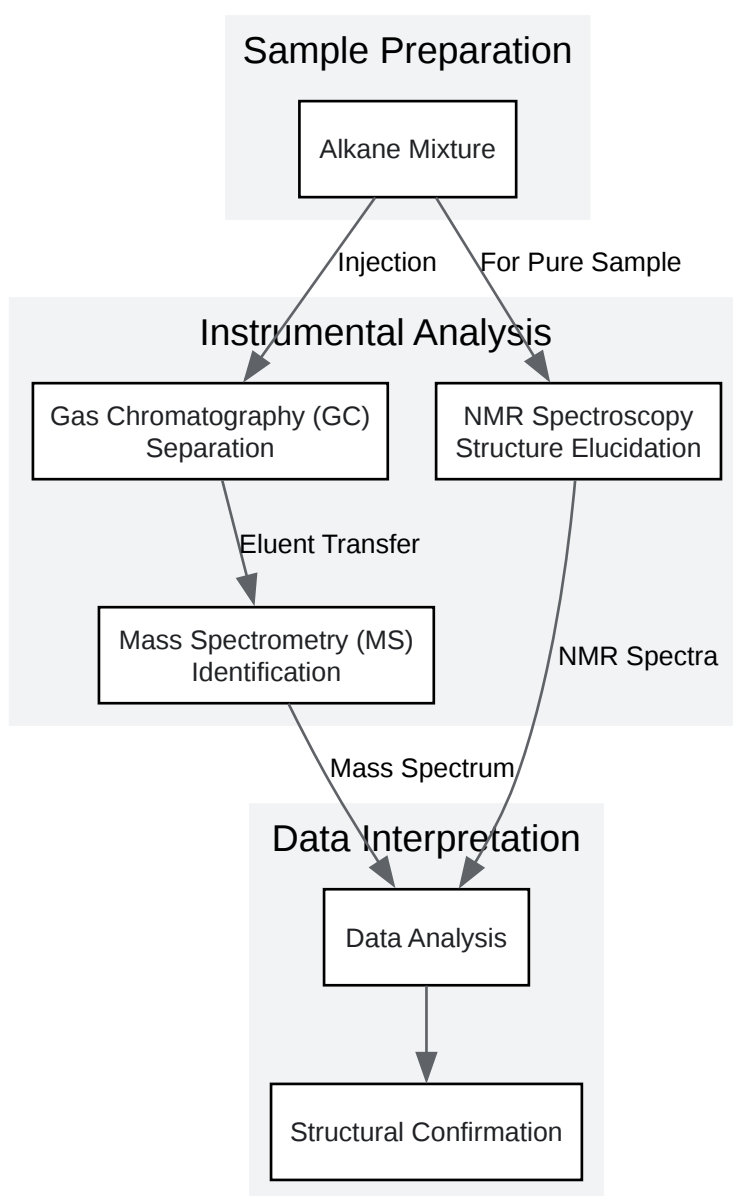 Sample Preparation
Alkane Mixture
Injection
For Pure Sample
Instrumental Analysis
Gas Chromatography (GC)
Separation
NMR Spectroscopy
Structure Elucidation
Eluent Transfer
Mass Spectrometry (MS)
Identification
NMR Spectra
Mass Spectrum
Data Interpretation
Data Analysis
Structural Confirmation